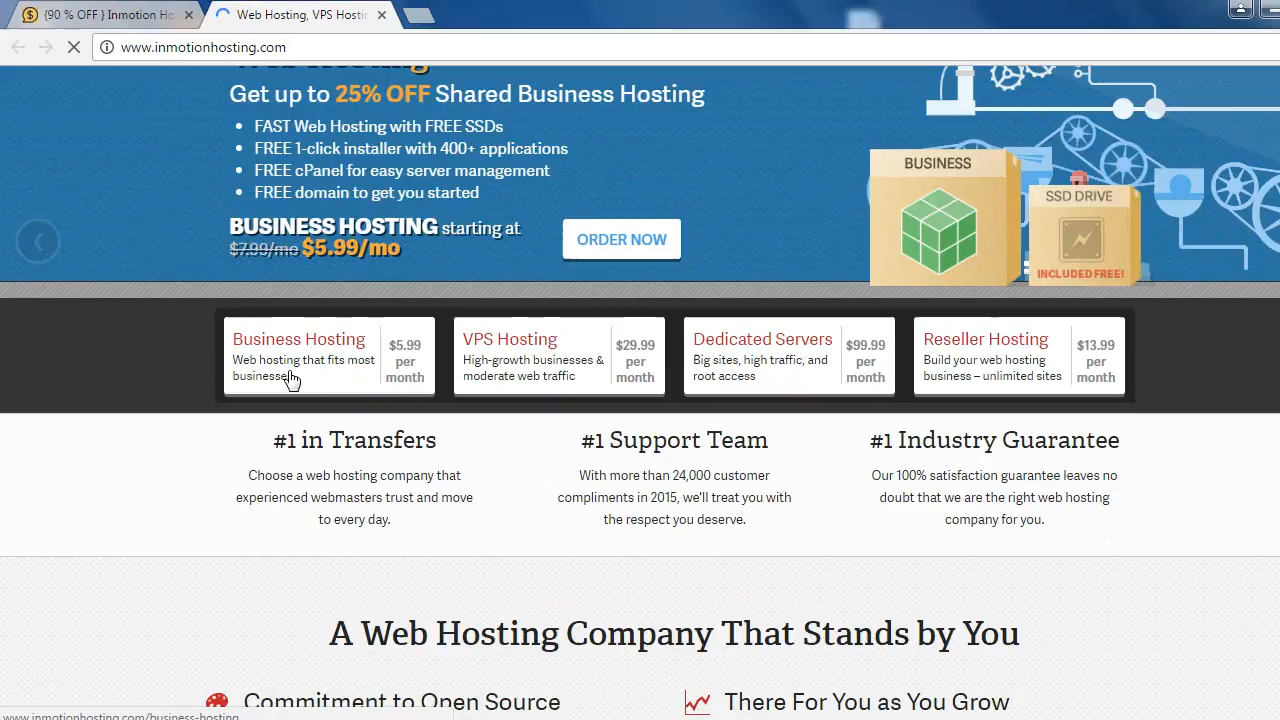 {90 % OFF } Inmotion Ho
Web Hosting, VPS Hostin
www.inmotionhosting.com
Web Hosting
Get up to 25% OFF Shared Business Hosting
FAST Web Hosting with FREE SSDs
FREE 1-click installer with 400+ applications
FREE cPanel for easy server management
FREE domain to get you started
BUSINESS HOSTING starting at
$7.99/mo $5.99/mo
ORDER NOW
BUSINESS
SSD DRIVE
INCLUDED FREE!
Business Hosting
Web hosting that fits most
businesses
$5.99
per
month
VPS Hosting
High-growth businesses &
moderate web traffic
$29.99
per
month
Dedicated Servers
Big sites, high traffic, and
root access
$99.99
per
month
Reseller Hosting
Build your web hosting
business – unlimited sites
$13.99
per
month
#1 in Transfers
Choose a web hosting company that
experienced webmasters trust and move
to every day.
#1 Support Team
With more than 24,000 customer
compliments in 2015, we'll treat you with
the respect you deserve.
#1 Industry Guarantee
Our 100% satisfaction guarantee leaves no
doubt that we are the right web hosting
company for you.
A Web Hosting Company That Stands by You
Commitment to Open Source
There For You as You Grow
www.inmotionhosting.com/business-hosting